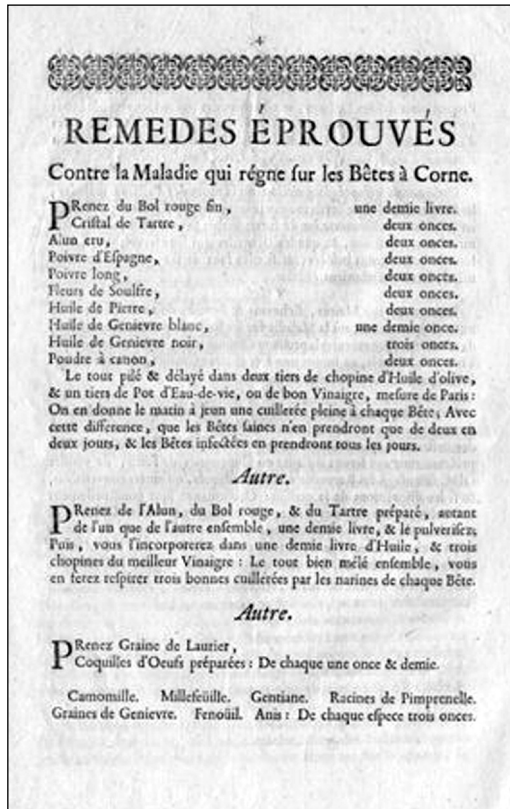 4
REMEDES ÉPROUVÉS
Contre la Maladie qui régne ſur les Bêtes à Corne.
PRenez du Bol rouge fin, une demie livre.
Criſtal de Tartre, deux onces.
Alun cru, deux onces.
Poivre d'Eſpagne, deux onces.
Poivre long, deux onces.
Fleurs de Soulfre, deux onces.
Huile de Pierre, deux onces.
Huile de Genievre blanc, une demie once.
Huile de Genievre noir, trois onces.
Poudre à canon, deux onces.
Le tout pilé & délayé dans deux tiers de chopine d'Huile d'olive,
& un tiers de Pot d'Eau-de-vie, ou de bon Vinaigre, meſure de Paris:
On en donne le matin à jeun une cuillerée pleine à chaque Bête; Avec
cette difference, que les Bêtes ſaines n'en prendront que de deux en
deux jours, & les Bêtes infectées en prendront tous les jours.
Autre.
PRenez de l'Alun, du Bol rouge, & du Tartre préparé, autant
de l'un que de l'autre enſemble, une demie livre, & le pulveriſez;
Puis, vous l'incorporerez dans une demie livre d'Huile, & trois
chopines du meilleur Vinaigre: Le tout bien mêlé enſemble, vous
en ferez reſpirer trois bonnes cuillerées par les narines de chaque Bête.
Autre.
PRenez Graine de Laurier,
Coquilles d'Oeufs préparées: De chaque une once & demie.
Camomille. Millefeüille. Gentiane. Racines de Pimprenelle.
Graines de Genievre. Fenoüil. Anis: De chaque eſpece trois onces.